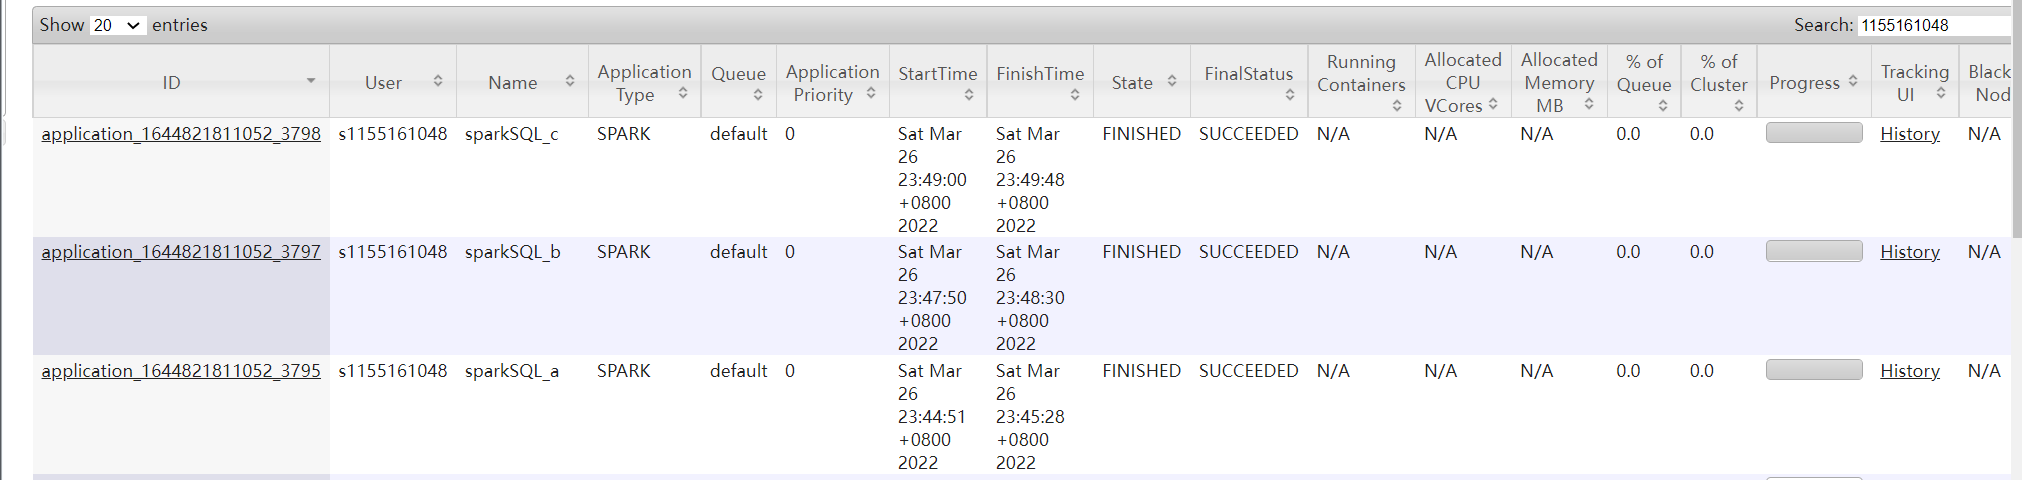 Show 20 entries Search: 1155161048
ID User Name Application Type Queue Application Priority StartTime FinishTime State FinalStatus Running Containers Allocated CPU VCores Allocated Memory MB % of Queue % of Cluster Progress Tracking UI Black Nod
application_1644821811052_3798 s1155161048 sparkSQL_c SPARK default 0 Sat Mar 26 23:49:00 +0800 2022 Sat Mar 26 23:49:48 +0800 2022 FINISHED SUCCEEDED N/A N/A N/A 0.0 0.0 History N/A
application_1644821811052_3797 s1155161048 sparkSQL_b SPARK default 0 Sat Mar 26 23:47:50 +0800 2022 Sat Mar 26 23:48:30 +0800 2022 FINISHED SUCCEEDED N/A N/A N/A 0.0 0.0 History N/A
application_1644821811052_3795 s1155161048 sparkSQL_a SPARK default 0 Sat Mar 26 23:44:51 +0800 2022 Sat Mar 26 23:45:28 +0800 2022 FINISHED SUCCEEDED N/A N/A N/A 0.0 0.0 History N/A